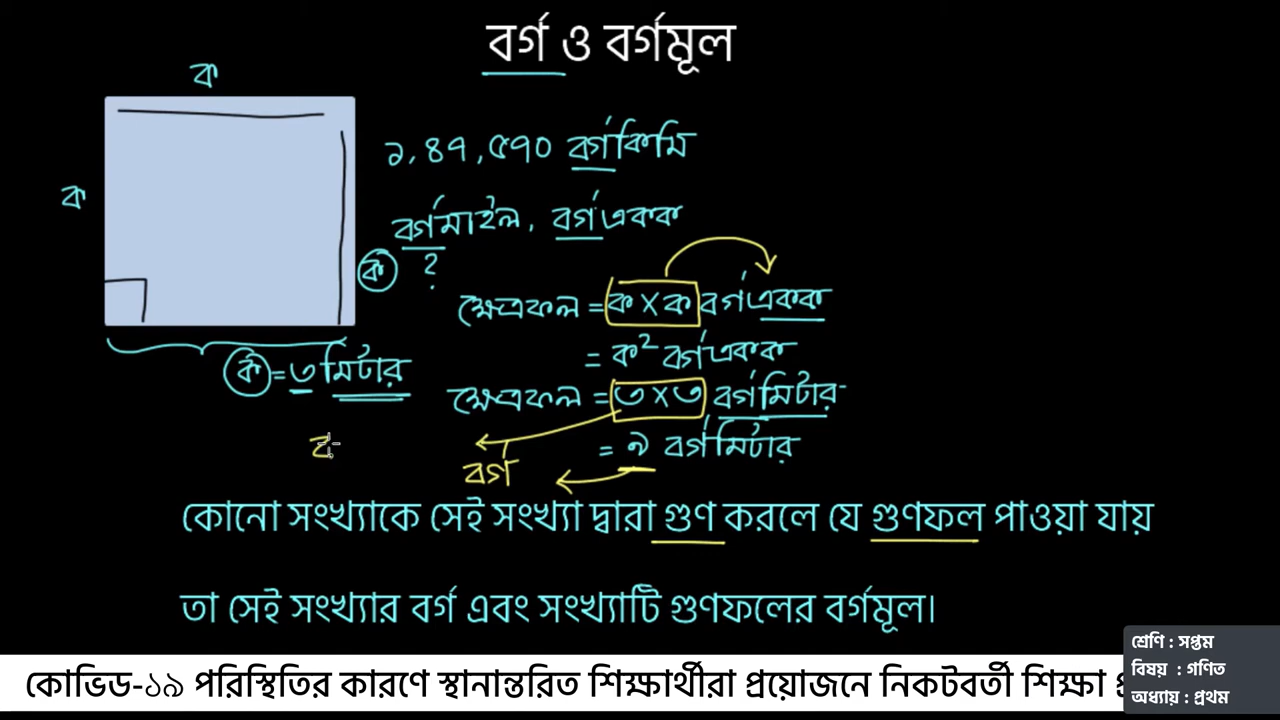 বর্গ ও বর্গমূল
ক
ক
১,৪৭,৫৭০ বর্গকিমি
বর্গমাইল, বর্গএকক
?
ক
ক্ষেত্রফল = ক X ক বর্গএকক
= ক² বর্গএকক
ক = ৩ মিটার
ক্ষেত্রফল = ৩ X ৩ বর্গমিটার
= ৯ বর্গমিটার
বর্গ
কোনো সংখ্যাকে সেই সংখ্যা দ্বারা গুণ করলে যে গুণফল পাওয়া যায়
তা সেই সংখ্যার বর্গ এবং সংখ্যাটি গুণফলের বর্গমূল।
শ্রেণি : সপ্তম
বিষয় : গণিত
অধ্যায় : প্রথম
কোভিড-১৯ পরিস্থিতির কারণে স্থানান্তরিত শিক্ষার্থীরা প্রয়োজনে নিকটবর্তী শিক্ষা